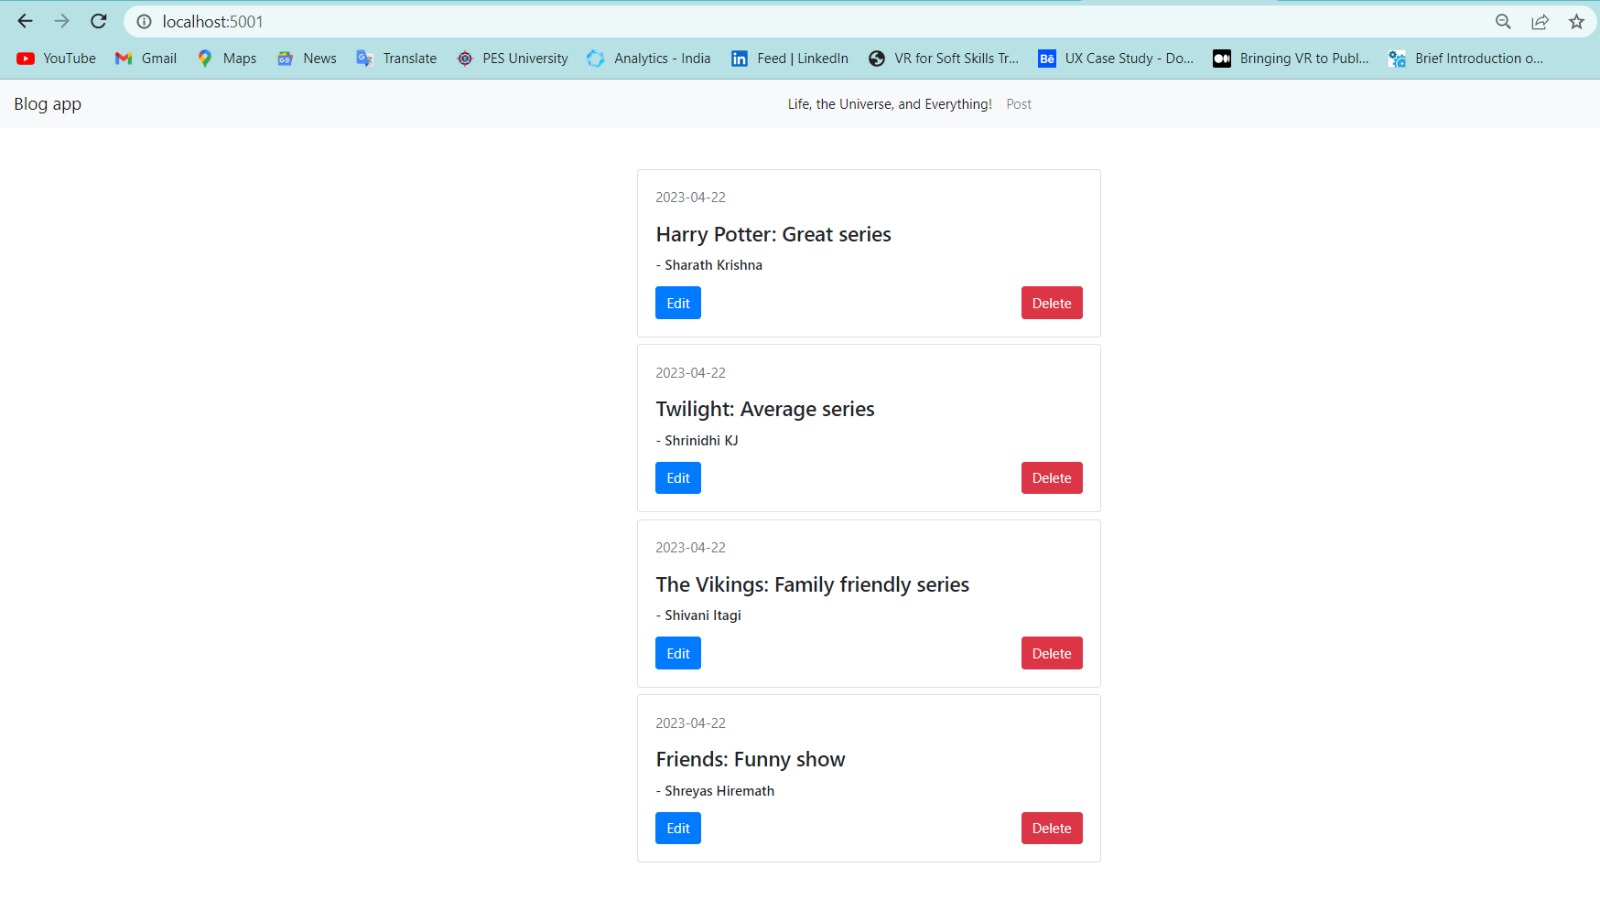 localhost:5001
YouTube Gmail Maps News Translate PES University Analytics - India Feed | LinkedIn VR for Soft Skills Tr... UX Case Study - Do... Bringing VR to Publ... Brief Introduction o...
Blog app Life, the Universe, and Everything! Post
2023-04-22
Harry Potter: Great series
- Sharath Krishna
Edit Delete
2023-04-22
Twilight: Average series
- Shrinidhi KJ
Edit Delete
2023-04-22
The Vikings: Family friendly series
- Shivani Itagi
Edit Delete
2023-04-22
Friends: Funny show
- Shreyas Hiremath
Edit Delete